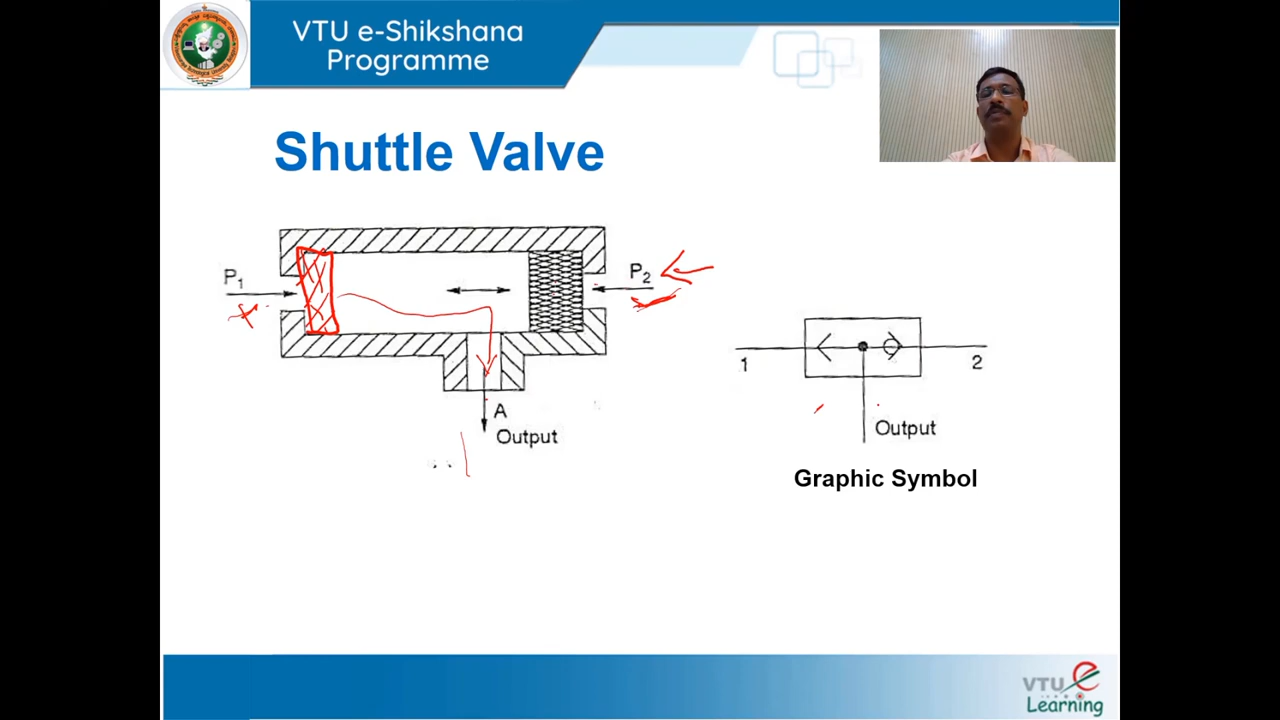 VTU e-Shikshana
Programme
Shuttle Valve
P1
P2
A
Output
1
2
Output
Graphic Symbol
VTU e
Learning